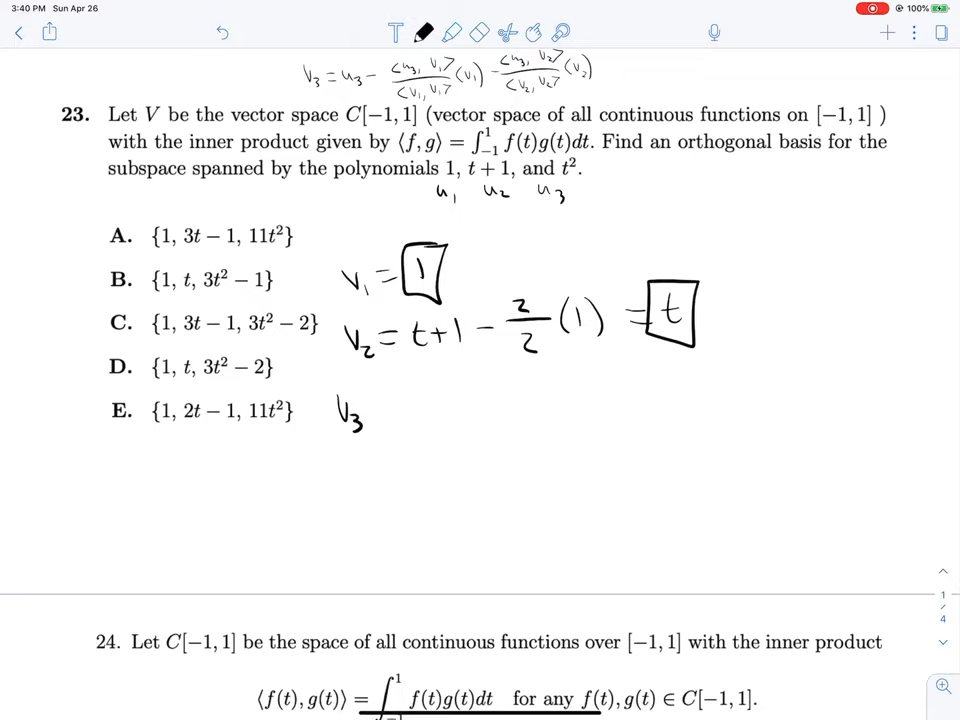 3:40 PM Sun Apr 26
100%
v₃ = u₃ − <u₃, v₁>/<v₁, v₁> (v₁) − <u₃, v₂>/<v₂, v₂> (v₂)
23. Let V be the vector space C[−1, 1] (vector space of all continuous functions on [−1, 1] )
with the inner product given by ⟨f, g⟩ = ∫₋₁¹ f(t)g(t)dt. Find an orthogonal basis for the
subspace spanned by the polynomials 1, t + 1, and t².
u₁ u₂ u₃
A. {1, 3t − 1, 11t²}
v₁ = 1
B. {1, t, 3t² − 1}
C. {1, 3t − 1, 3t² − 2}
v₂ = t+1 − 2/2 (1) = t
D. {1, t, 3t² − 2}
E. {1, 2t − 1, 11t²}
v₃
1
/
4
24. Let C[−1, 1] be the space of all continuous functions over [−1, 1] with the inner product
⟨f(t), g(t)⟩ = ∫₋₁¹ f(t)g(t)dt for any f(t), g(t) ∈ C[−1, 1].